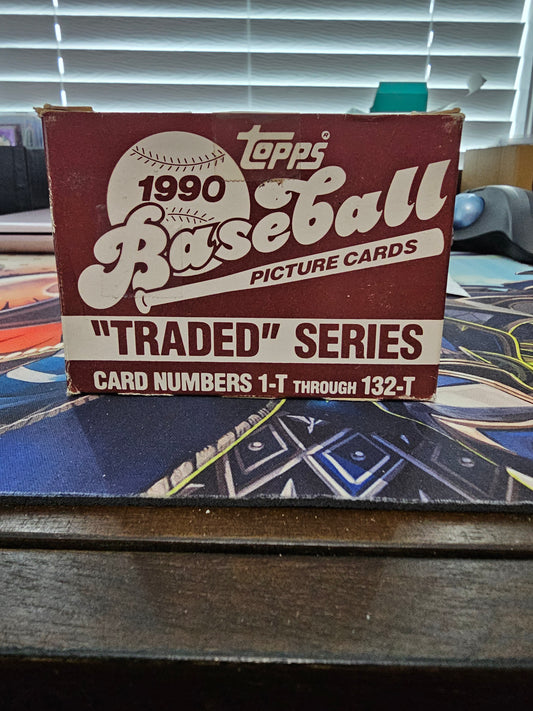 Topps®
1990
Baseball
PICTURE CARDS
"TRADED" SERIES
CARD NUMBERS 1-T THROUGH 132-T